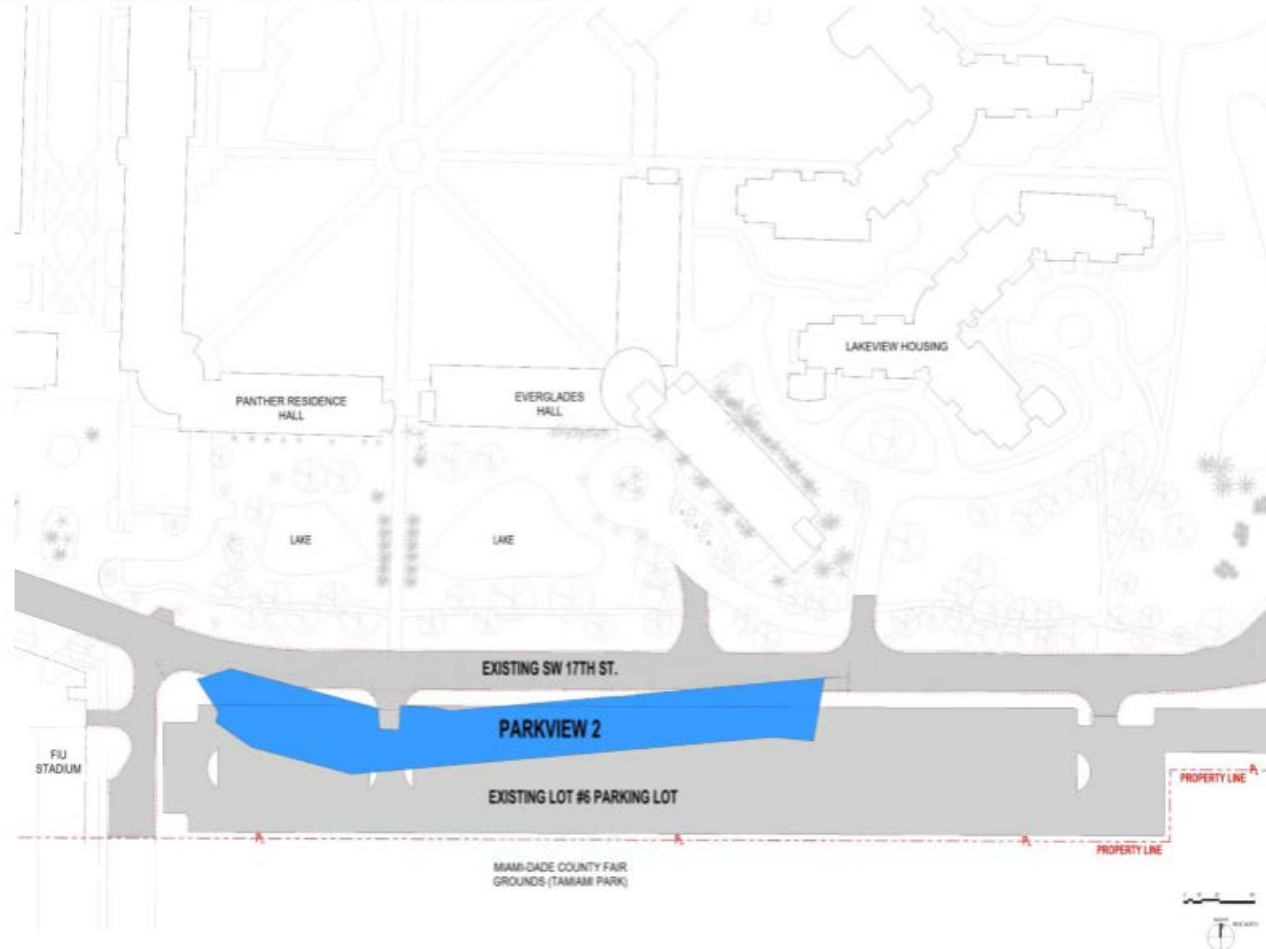 LAKEVIEW HOUSING
PANTHER RESIDENCE
HALL
EVERGLADES
HALL
LAKE
LAKE
EXISTING SW 17TH ST.
PARKVIEW 2
FIU
STADIUM
EXISTING LOT #6 PARKING LOT
PROPERTY LINE
PROPERTY LINE
MIAMI-DADE COUNTY FAIR
GROUNDS (TAMIAMI PARK)